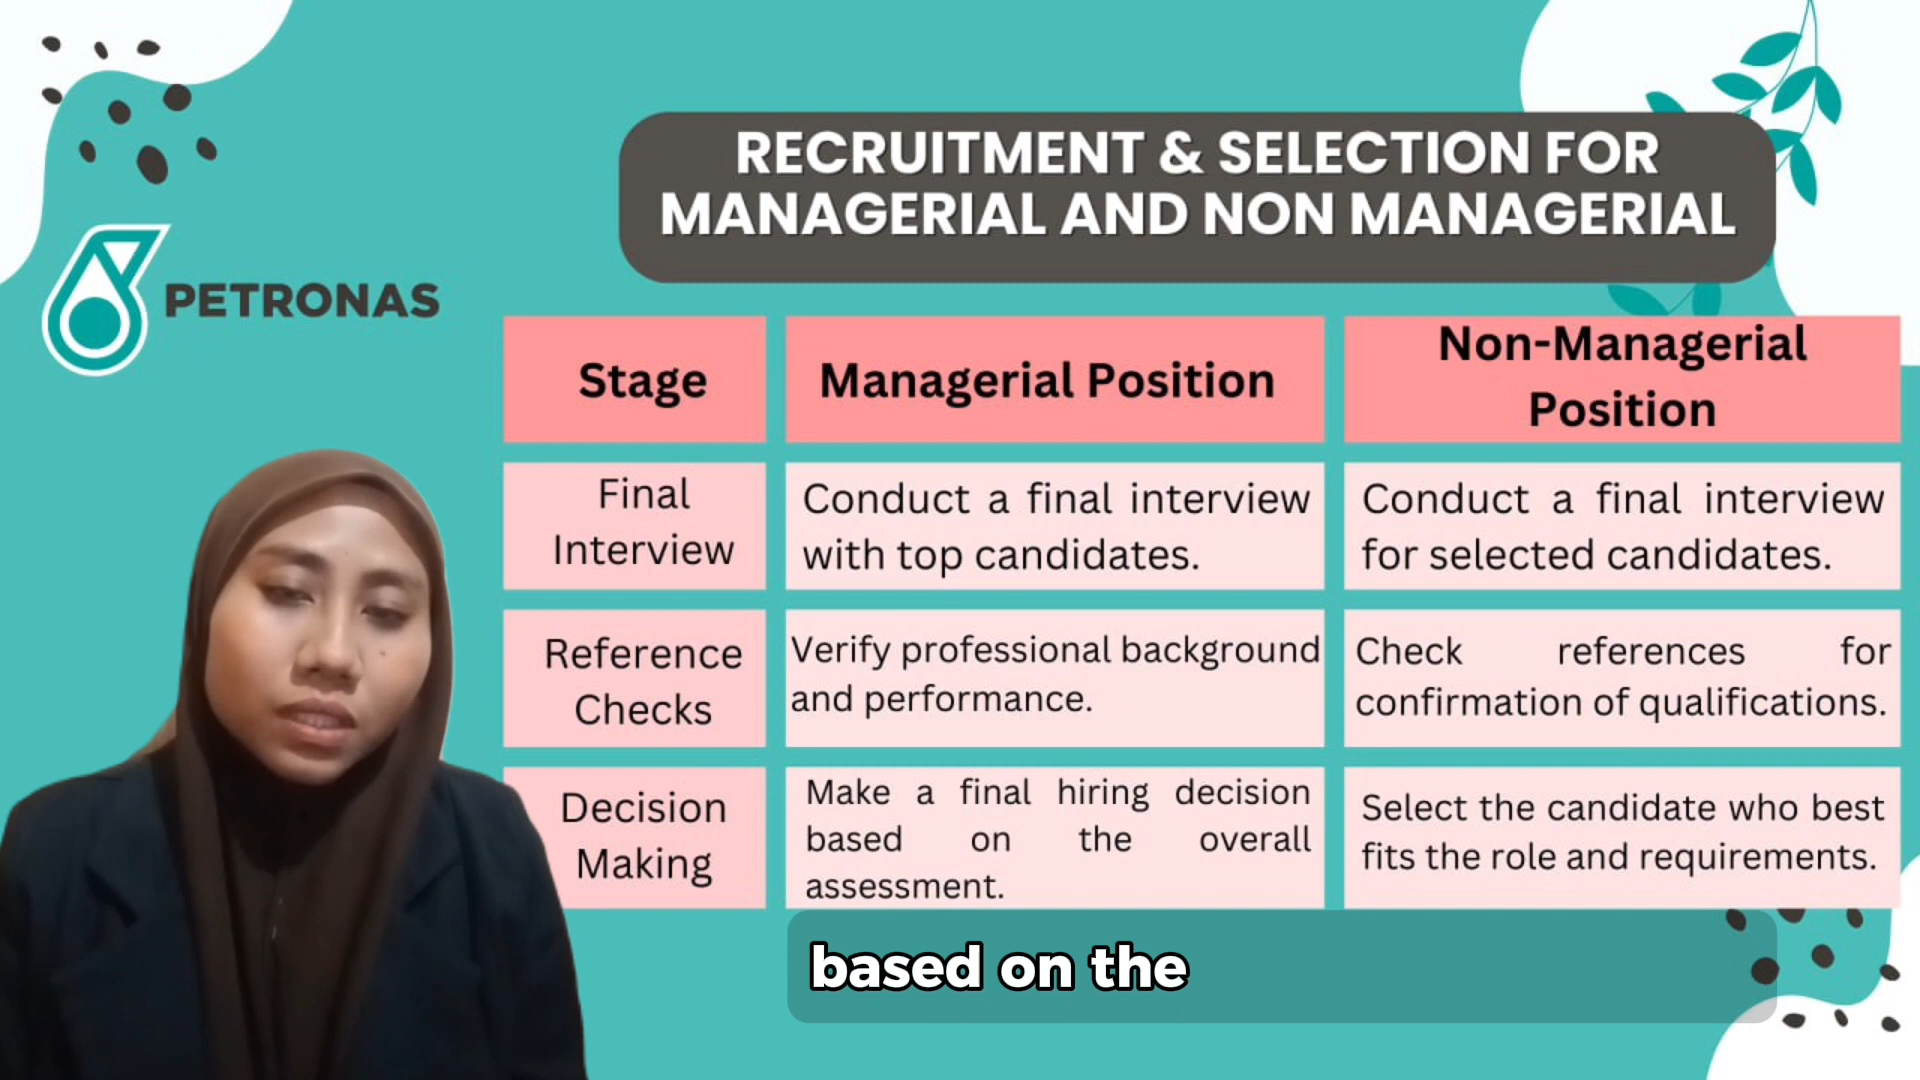 RECRUITMENT & SELECTION FOR
MANAGERIAL AND NON MANAGERIAL
PETRONAS
Stage
Managerial Position
Non-Managerial
Position
Final
Interview
Conduct a final interview
with top candidates.
Conduct a final interview
for selected candidates.
Reference
Checks
Verify professional background
and performance.
Check references for
confirmation of qualifications.
Decision
Making
Make a final hiring decision
based on the overall
assessment.
Select the candidate who best
fits the role and requirements.
based on the